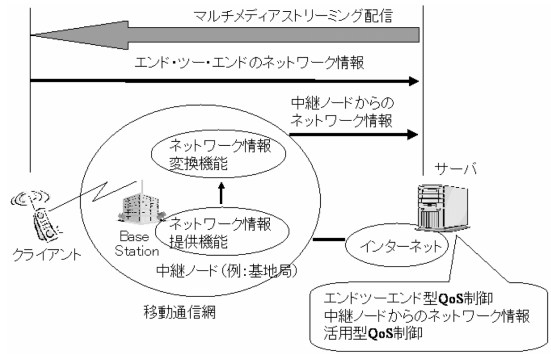 マルチメディアストリーミング配信
エンド・ツー・エンドのネットワーク情報
中継ノードからの
ネットワーク情報
ネットワーク情報
変換機能
サーバ
Base
Station
ネットワーク情報
提供機能
クライアント
インターネット
中継ノード(例:基地局)
移動通信網
エンドツーエンド型QoS制御
中継ノードからのネットワーク情報
活用型QoS制御